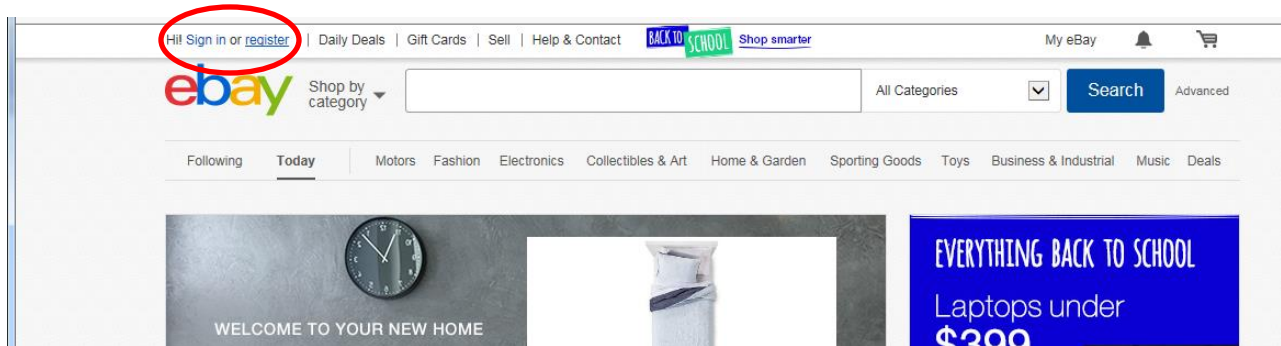 Hi! Sign in or register | Daily Deals | Gift Cards | Sell | Help & Contact BACK TO SCHOOL Shop smarter My eBay
ebay Shop by category All Categories Search Advanced
Following Today Motors Fashion Electronics Collectibles & Art Home & Garden Sporting Goods Toys Business & Industrial Music Deals
WELCOME TO YOUR NEW HOME
EVERYTHING BACK TO SCHOOL
Laptops under
$399